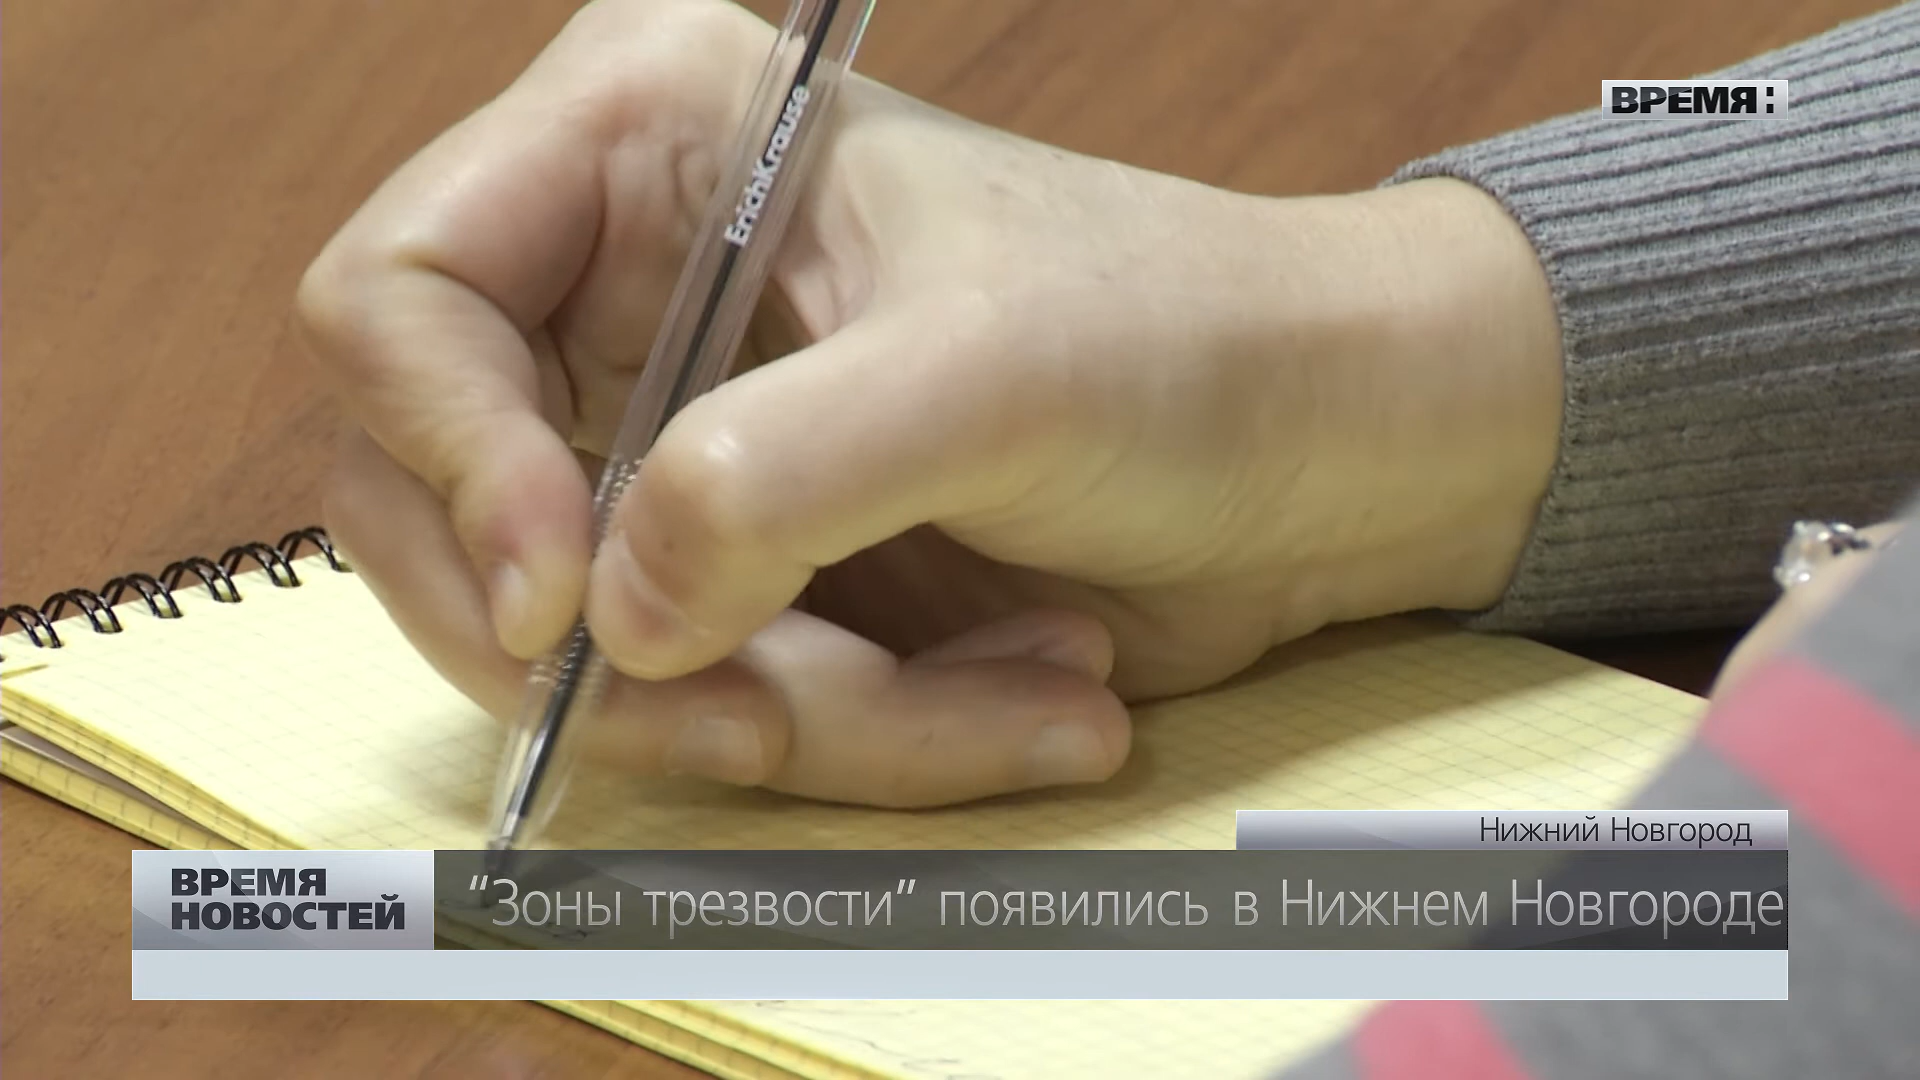 ВРЕМЯ:
ErichKrause
Нижний Новгород
ВРЕМЯ
НОВОСТЕЙ
“Зоны трезвости” появились в Нижнем Новгороде